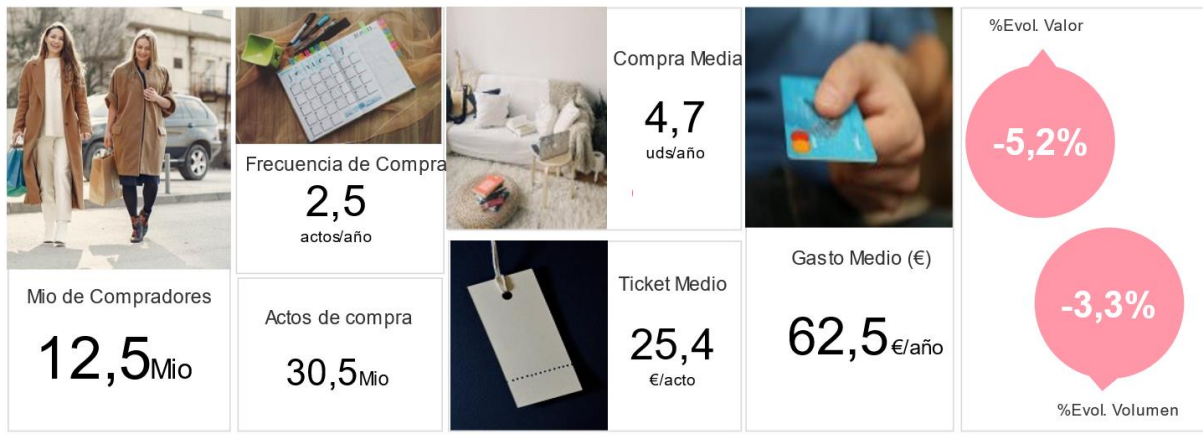 Mio de Compradores
12,5Mio
Frecuencia de Compra
2,5
actos/año
Actos de compra
30,5Mio
Compra Media
4,7
uds/año
Ticket Medio
25,4
€/acto
Gasto Medio (€)
62,5€/año
%Evol. Valor
-5,2%
-3,3%
%Evol. Volumen